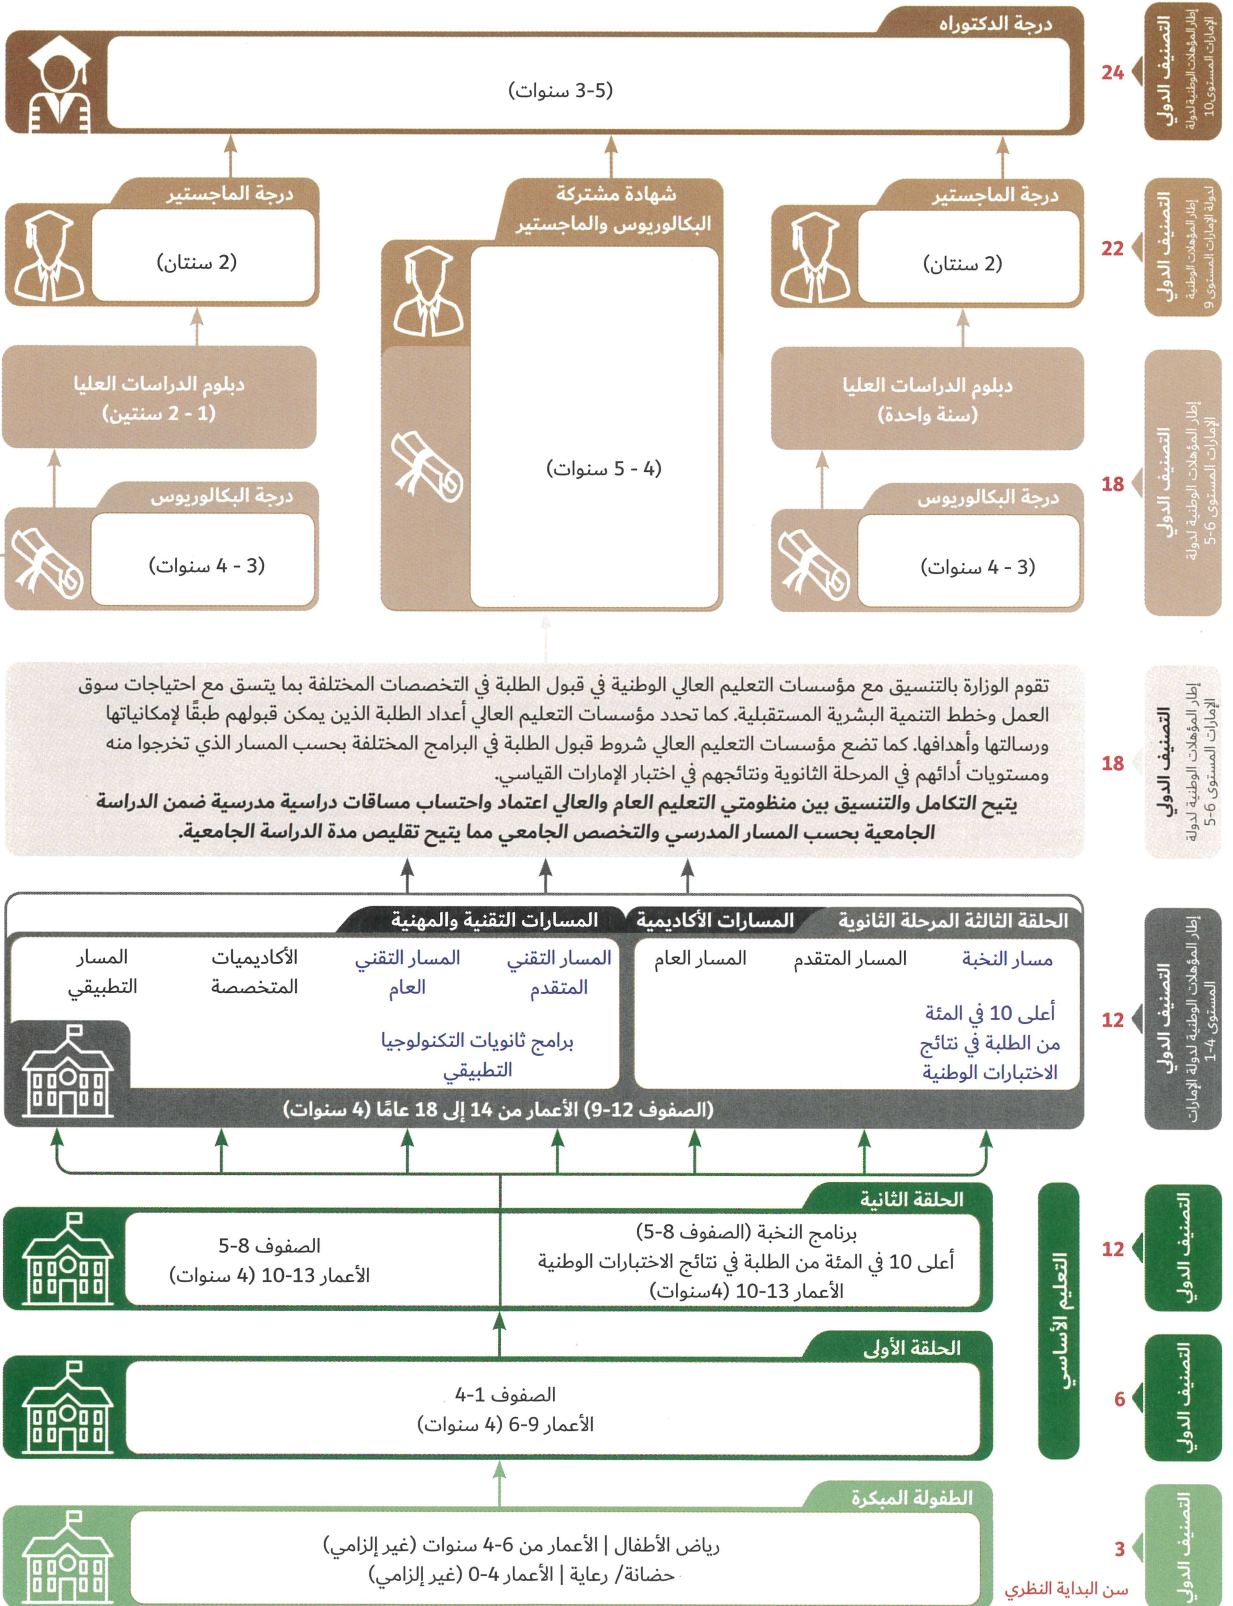 درجة الدكتوراه
(3-5 سنوات)
24
التصنيف الدولي
إطار المؤهلات الوطنية لدولة
الإمارات المستوى 10
درجة الماجستير
(2 سنتان)
شهادة مشتركة
البكالوريوس والماجستير
(4 - 5 سنوات)
درجة الماجستير
(2 سنتان)
22
التصنيف الدولي
إطار المؤهلات الوطنية
لدولة الإمارات المستوى 9
دبلوم الدراسات العليا
(سنة واحدة)
دبلوم الدراسات العليا
(1 - 2 سنتين)
18
التصنيف الدولي
إطار المؤهلات الوطنية لدولة
الإمارات المستوى 6-5
درجة البكالوريوس
(3 - 4 سنوات)
درجة البكالوريوس
(3 - 4 سنوات)
تقوم الوزارة بالتنسيق مع مؤسسات التعليم العالي الوطنية في قبول الطلبة في التخصصات المختلفة بما يتسق مع احتياجات سوق
العمل وخطط التنمية البشرية المستقبلية. كما تحدد مؤسسات التعليم العالي أعداد الطلبة الذين يمكن قبولهم طبقًا لإمكانياتها
ورسالتها وأهدافها. كما تضع مؤسسات التعليم العالي شروط قبول الطلبة في البرامج المختلفة بحسب المسار الذي تخرجوا منه
ومستويات أدائهم في المرحلة الثانوية ونتائجهم في اختبار الإمارات القياسي.
يتيح التكامل والتنسيق بين منظومتي التعليم العام والعالي اعتماد واحتساب مساقات دراسية مدرسية ضمن الدراسة
الجامعية بحسب المسار المدرسي والتخصص الجامعي مما يتيح تقليص مدة الدراسة الجامعية.
18
التصنيف الدولي
إطار المؤهلات الوطنية لدولة
الإمارات المستوى 6-5
الحلقة الثالثة المرحلة الثانوية
المسارات الأكاديمية
المسارات التقنية والمهنية
مسار النخبة
أعلى 10 في المئة
من الطلبة في نتائج
الاختبارات الوطنية
المسار المتقدم
المسار العام
المسار التقني
المتقدم
المسار التقني
العام
برامج ثانويات التكنولوجيا
التطبيقي
الأكاديميات
المتخصصة
المسار
التطبيقي
(الصفوف 12-9) الأعمار من 14 إلى 18 عامًا (4 سنوات)
12
التصنيف الدولي
إطار المؤهلات الوطنية لدولة الإمارات
المستوى 4-1
الحلقة الثانية
برنامج النخبة (الصفوف 8-5)
أعلى 10 في المئة من الطلبة في نتائج الاختبارات الوطنية
الأعمار 13-10 (4سنوات)
الصفوف 8-5
الأعمار 13-10 (4 سنوات)
12
التصنيف الدولي
التعليم الأساسي
الحلقة الأولى
الصفوف 1-4
الأعمار 9-6 (4 سنوات)
6
التصنيف الدولي
الطفولة المبكرة
رياض الأطفال | الأعمار من 6-4 سنوات (غير إلزامي)
حضانة/ رعاية | الأعمار 4-0 (غير إلزامي)
3
سن البداية النظري
التصنيف الدولي